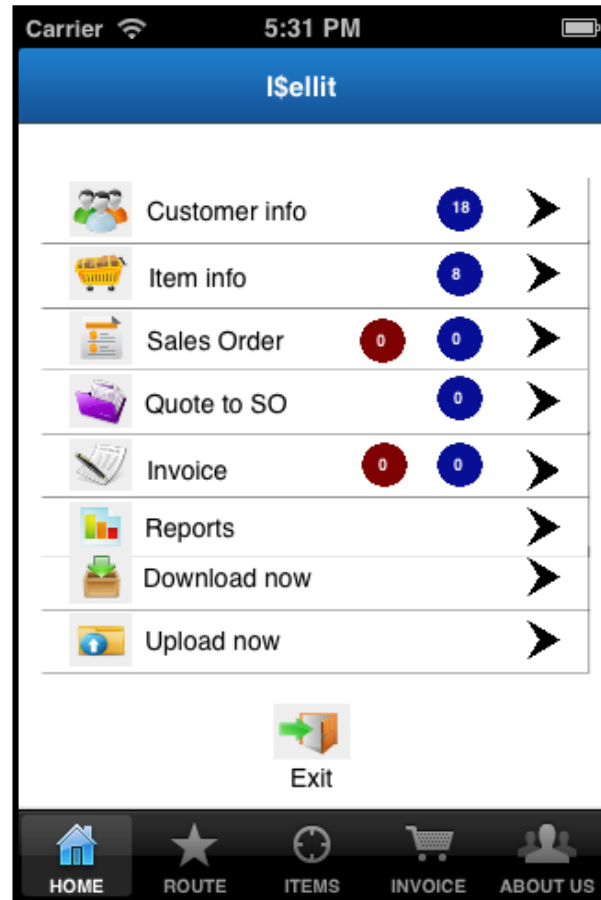 Carrier 5:31 PM
I$ellit
Customer info 18
Item info 8
Sales Order 0 0
Quote to SO 0
Invoice 0 0
Reports
Download now
Upload now
Exit
HOME ROUTE ITEMS INVOICE ABOUT US